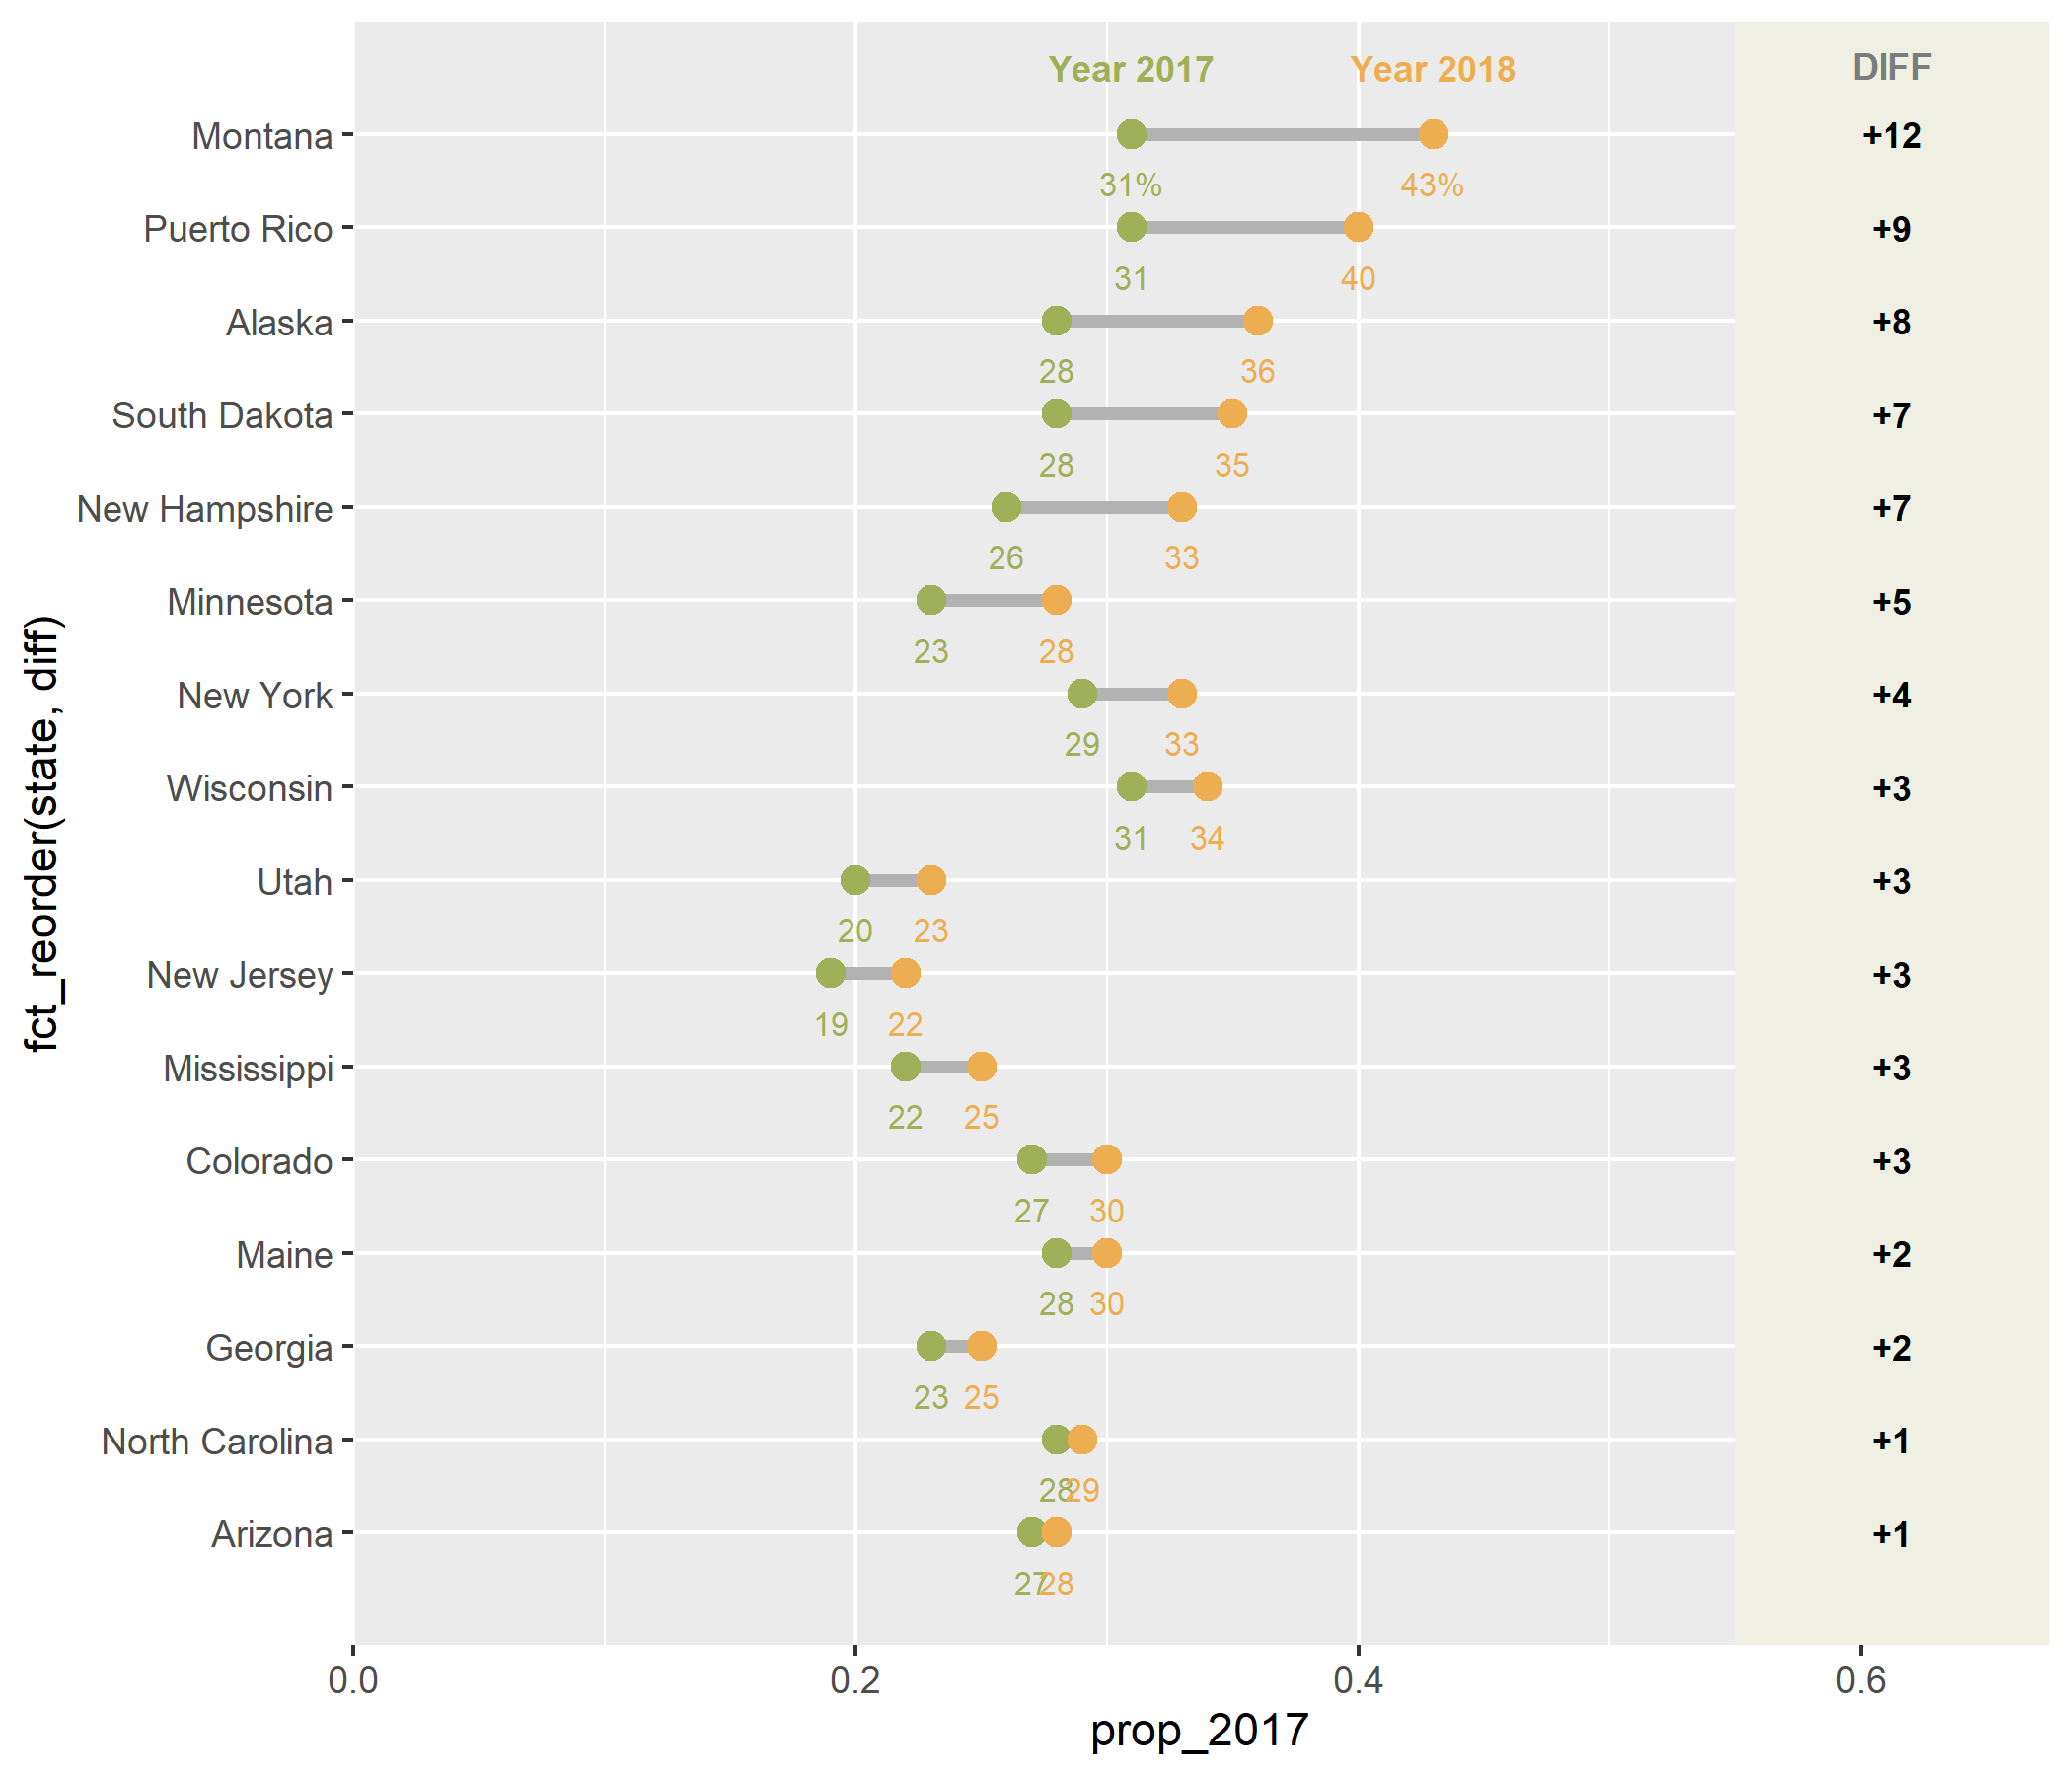 Year 2017 Year 2018 DIFF
Montana +12
31% 43%
Puerto Rico +9
31 40
Alaska +8
28 36
South Dakota +7
28 35
New Hampshire +7
26 33
Minnesota +5
23 28
New York +4
29 33
Wisconsin +3
31 34
Utah +3
20 23
New Jersey +3
19 22
Mississippi +3
22 25
Colorado +3
27 30
Maine +2
28 30
Georgia +2
23 25
North Carolina +1
28 29
Arizona +1
27 28
0.0 0.2 0.4 0.6
prop_2017
fct_reorder(state, diff)